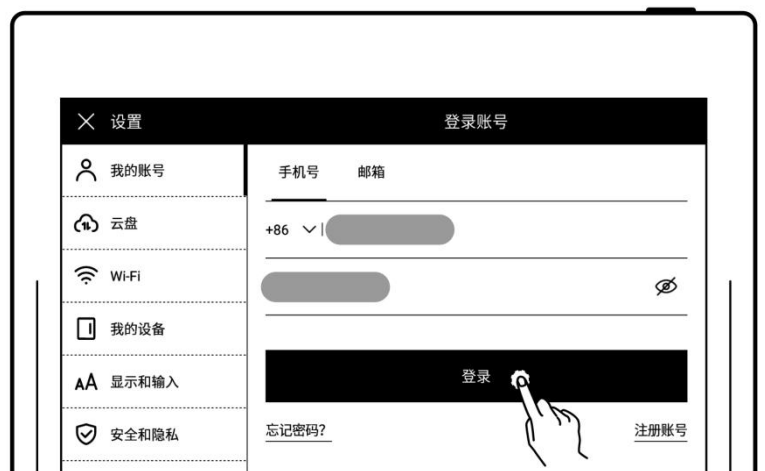 设置
登录账号
我的账号
云盘
Wi-Fi
我的设备
AA 显示和输入
安全和隐私
手机号 邮箱
+86
登录
忘记密码?
注册账号